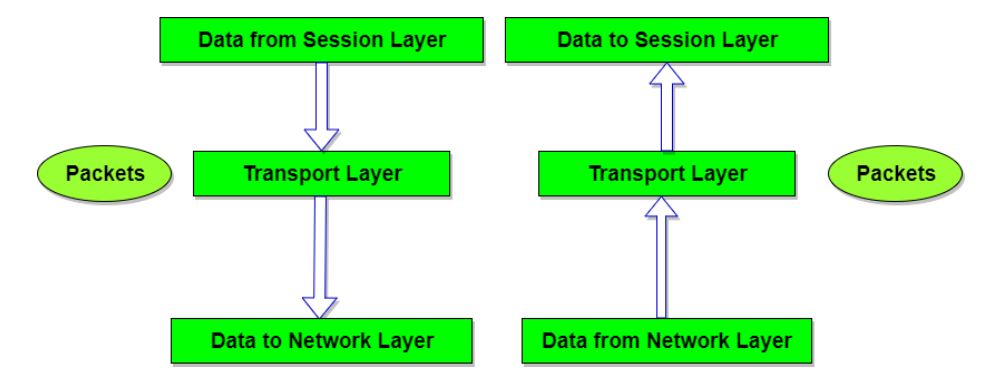 Data from Session Layer
Data to Session Layer
Packets
Transport Layer
Transport Layer
Packets
Data to Network Layer
Data from Network Layer